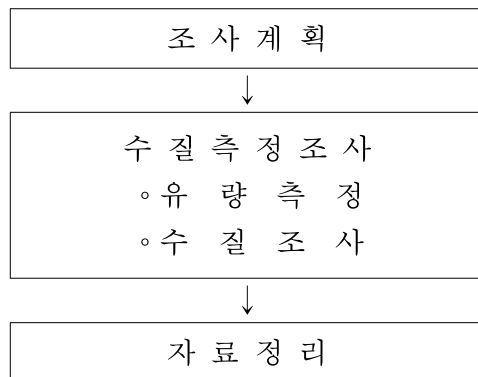 조 사 계 획
↓
수 질 측 정 조 사
∘ 유 량 측 정
∘ 수 질 조 사
↓
자 료 정 리